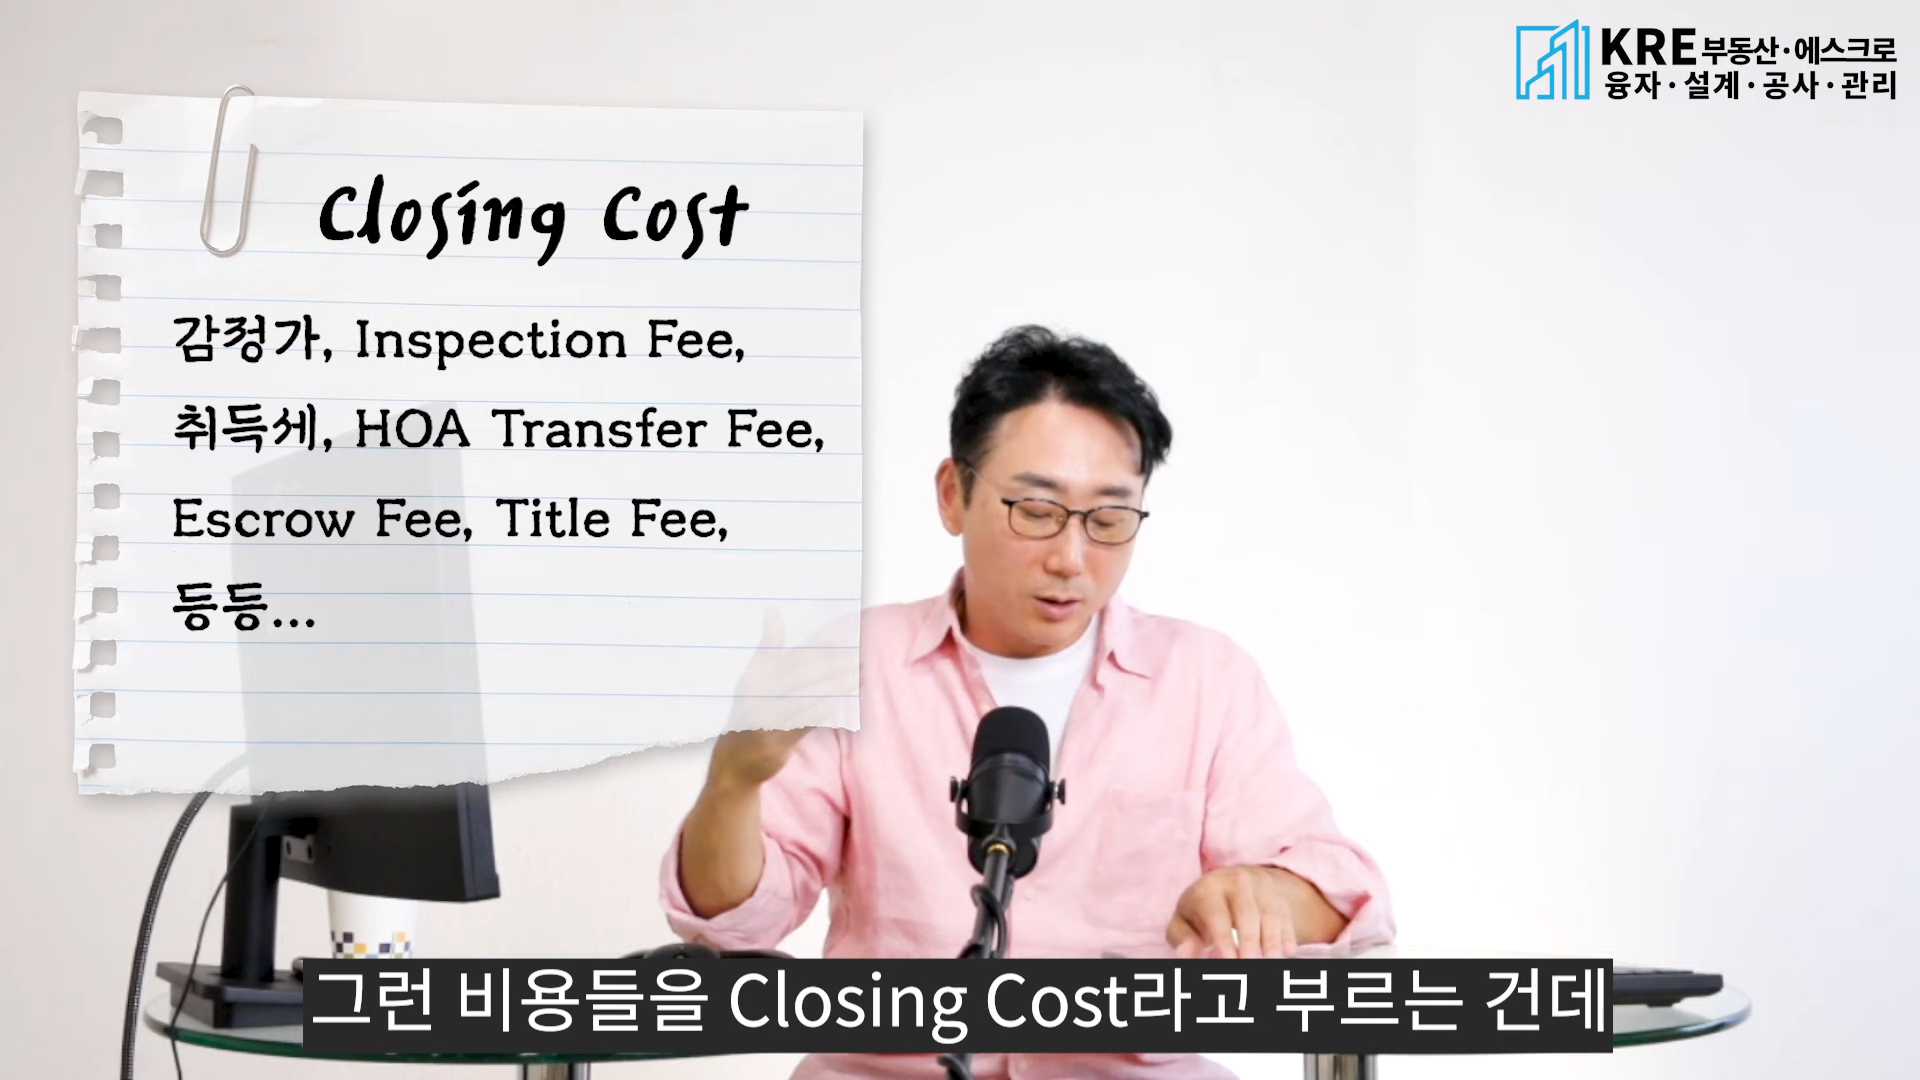 KRE 부동산·에스크로
융자·설계·공사·관리
Closing Cost
감정가, Inspection Fee,
취득세, HOA Transfer Fee,
Escrow Fee, Title Fee,
등등...
그런 비용들을 Closing Cost라고 부르는 건데